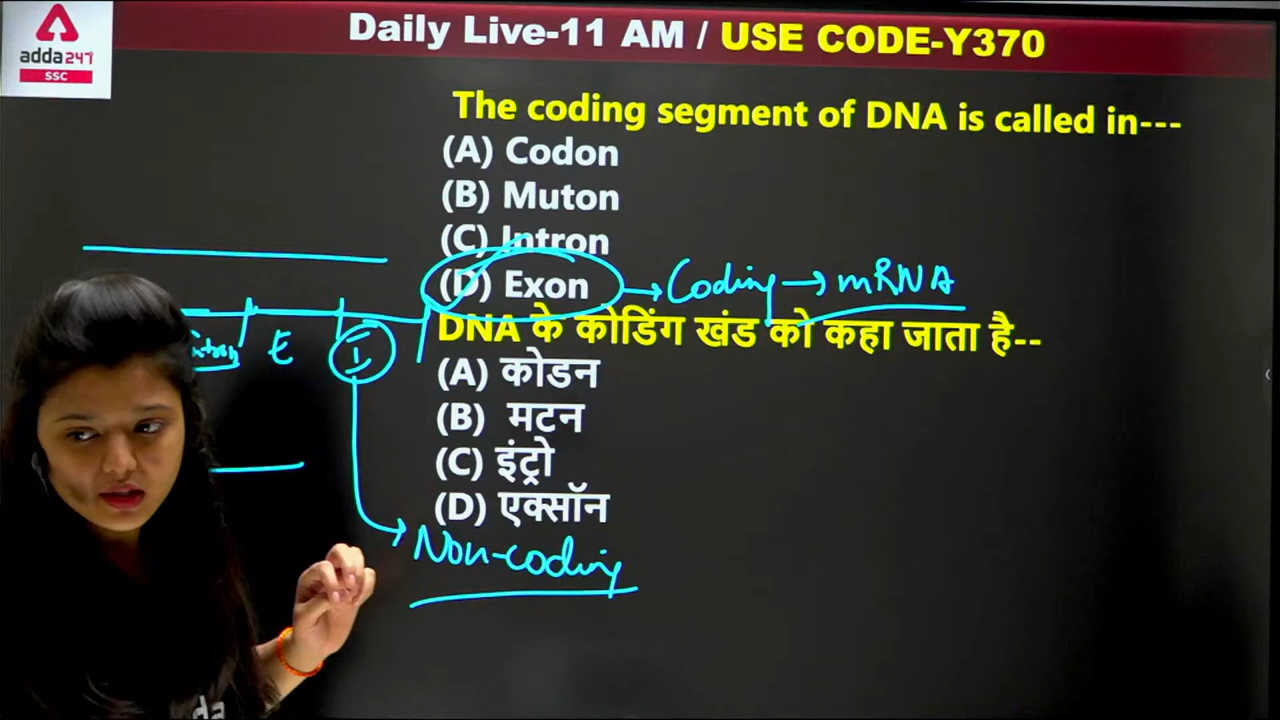 Daily Live-11 AM / USE CODE-Y370
adda247
SSC
The coding segment of DNA is called in---
(A) Codon
(B) Muton
(C) Intron
(D) Exon → Coding → mRNA
DNA के कोडिंग खंड को कहा जाता है--
E I
(A) कोडन
(B) मटन
(C) इंट्रो
(D) एक्सॉन
Non-coding